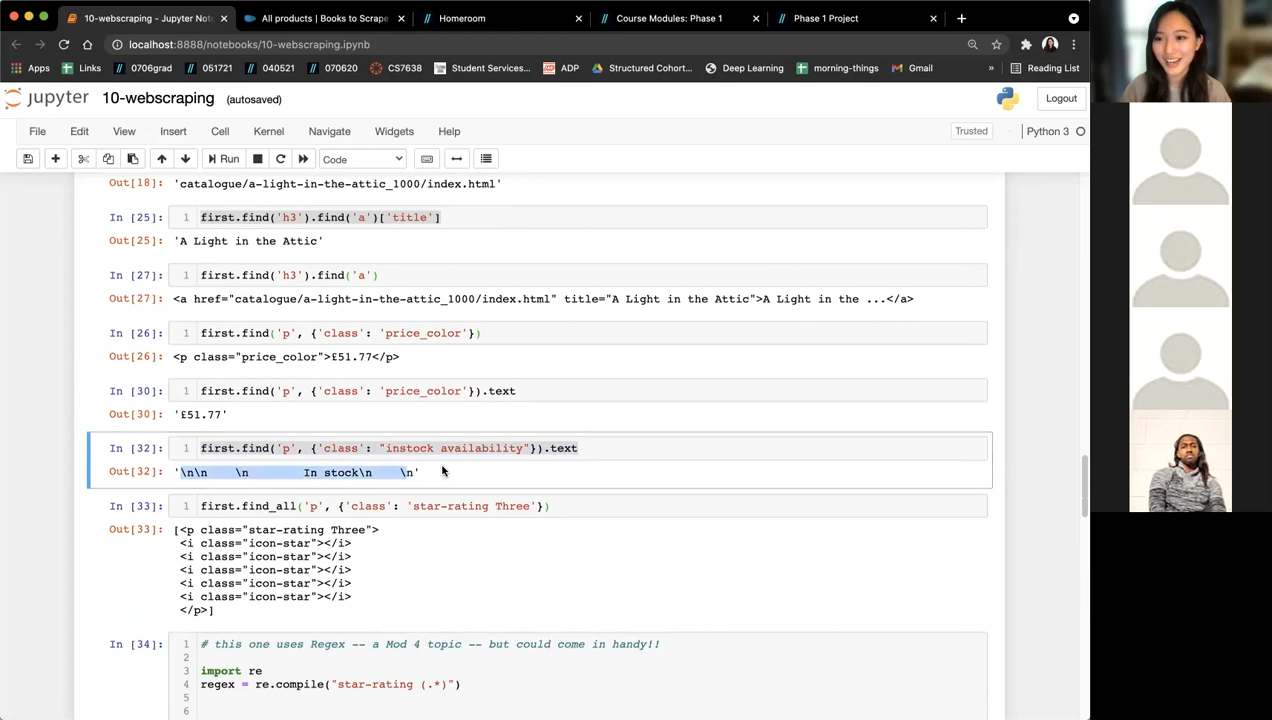 10-webscraping - Jupyter Not
All products | Books to Scrape
Homeroom
Course Modules: Phase 1
Phase 1 Project
localhost:8888/notebooks/10-webscraping.ipynb
Apps Links 0706grad 051721 040521 070620 CS7638 Student Services... ADP Structured Cohort... Deep Learning morning-things Gmail » Reading List
jupyter 10-webscraping (autosaved) Logout
File Edit View Insert Cell Kernel Navigate Widgets Help Trusted Python 3
Run Code
Out[18]: 'catalogue/a-light-in-the-attic_1000/index.html'
In [25]: 1 first.find('h3').find('a')['title']
Out[25]: 'A Light in the Attic'
In [27]: 1 first.find('h3').find('a')
Out[27]: <a href="catalogue/a-light-in-the-attic_1000/index.html" title="A Light in the Attic">A Light in the ...</a>
In [26]: 1 first.find('p', {'class': 'price_color'})
Out[26]: <p class="price_color">£51.77</p>
In [30]: 1 first.find('p', {'class': 'price_color'}).text
Out[30]: '£51.77'
In [32]: 1 first.find('p', {'class': "instock availability"}).text
Out[32]: '\n\n    \n        In stock\n    \n'
In [33]: 1 first.find_all('p', {'class': 'star-rating Three'})
Out[33]: [<p class="star-rating Three">
<i class="icon-star"></i>
<i class="icon-star"></i>
<i class="icon-star"></i>
<i class="icon-star"></i>
<i class="icon-star"></i>
</p>]
In [34]: 1 # this one uses Regex -- a Mod 4 topic -- but could come in handy!!
2
3 import re
4 regex = re.compile("star-rating (.*)")
5
6